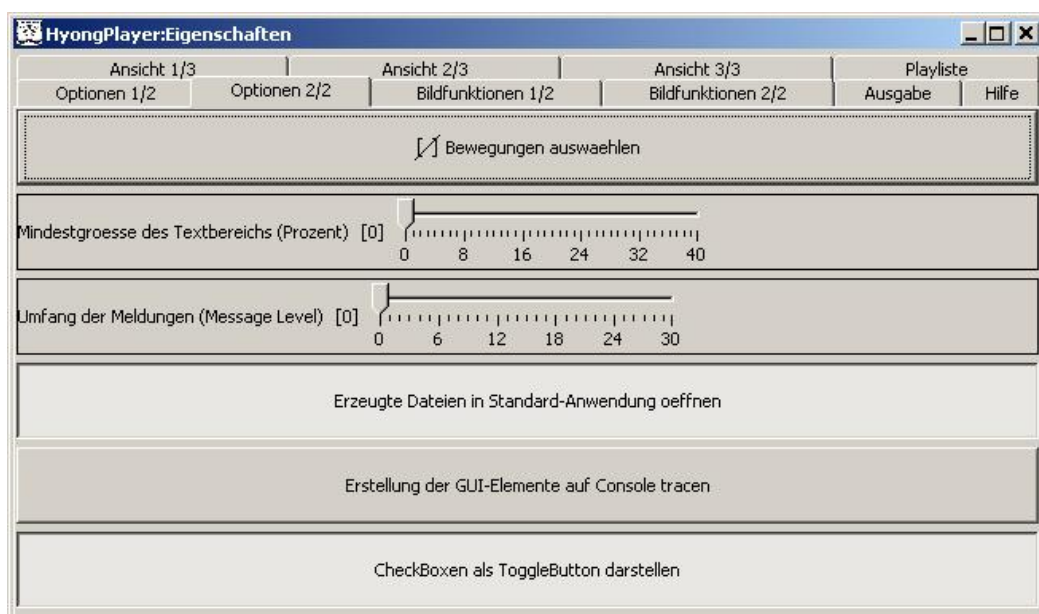 HyongPlayer:Eigenschaften
Ansicht 1/3 Ansicht 2/3 Ansicht 3/3 Playliste
Optionen 1/2 Optionen 2/2 Bildfunktionen 1/2 Bildfunktionen 2/2 Ausgabe Hilfe
Bewegungen auswaehlen
Mindestgroesse des Textbereichs (Prozent) [0]
0 8 16 24 32 40
Umfang der Meldungen (Message Level) [0]
0 6 12 18 24 30
Erzeugte Dateien in Standard-Anwendung oeffnen
Erstellung der GUI-Elemente auf Console tracen
CheckBoxen als ToggleButton darstellen